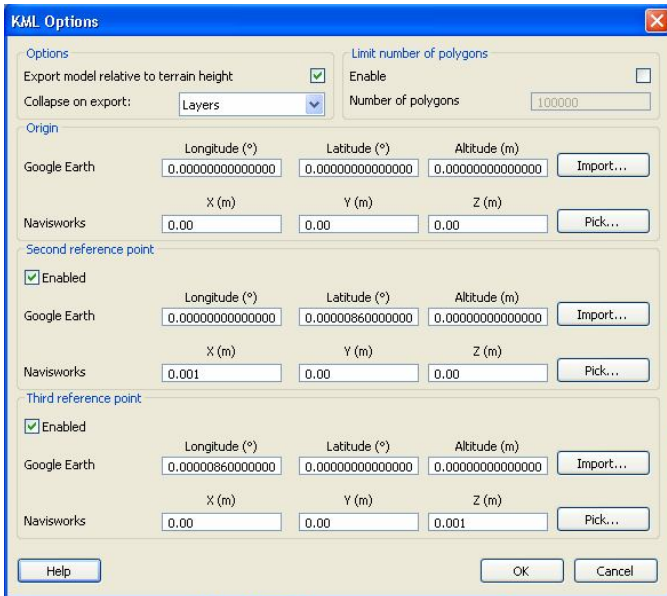 KML Options
Options
Export model relative to terrain height
Collapse on export: Layers
Limit number of polygons
Enable
Number of polygons 100000
Origin
Longitude (°) Latitude (°) Altitude (m)
Google Earth 0.00000000000000 0.00000000000000 0.00000000000000 Import...
X (m) Y (m) Z (m)
Navisworks 0.00 0.00 0.00 Pick...
Second reference point
Enabled
Longitude (°) Latitude (°) Altitude (m)
Google Earth 0.00000000000000 0.00000860000000 0.00000000000000 Import...
X (m) Y (m) Z (m)
Navisworks 0.001 0.00 0.00 Pick...
Third reference point
Enabled
Longitude (°) Latitude (°) Altitude (m)
Google Earth 0.00000860000000 0.00000000000000 0.00000000000000 Import...
X (m) Y (m) Z (m)
Navisworks 0.00 0.00 0.001 Pick...
Help OK Cancel